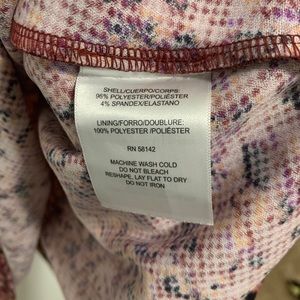 SHELL/CUERPO/CORPS:
96% POLYESTER/POLIÉSTER
4% SPANDEX/ELASTANO
LINING/FORRO/DOUBLURE:
100% POLYESTER/POLIÉSTER
RN 58142
MACHINE WASH COLD
DO NOT BLEACH
RESHAPE, LAY FLAT TO DRY
DO NOT IRON